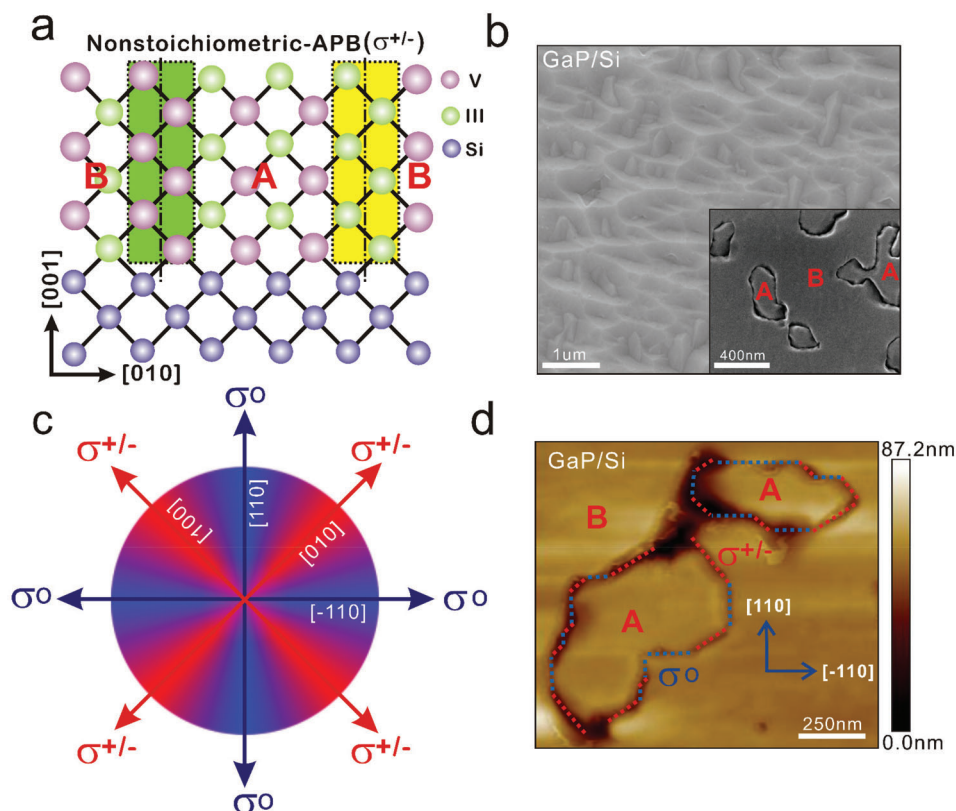 a
Nonstoichiometric-APB(σ+/-)
V
III
Si
B
A
B
[001]
[010]
b
GaP/Si
1um
A
B
A
400nm
c
σo
σ+/-
σ+/-
[100]
[110]
[010]
σo
[-110]
σo
σ+/-
σ+/-
σo
d
GaP/Si
87.2nm
A
B
σ+/-
A
[110]
[-110]
σo
250nm
0.0nm